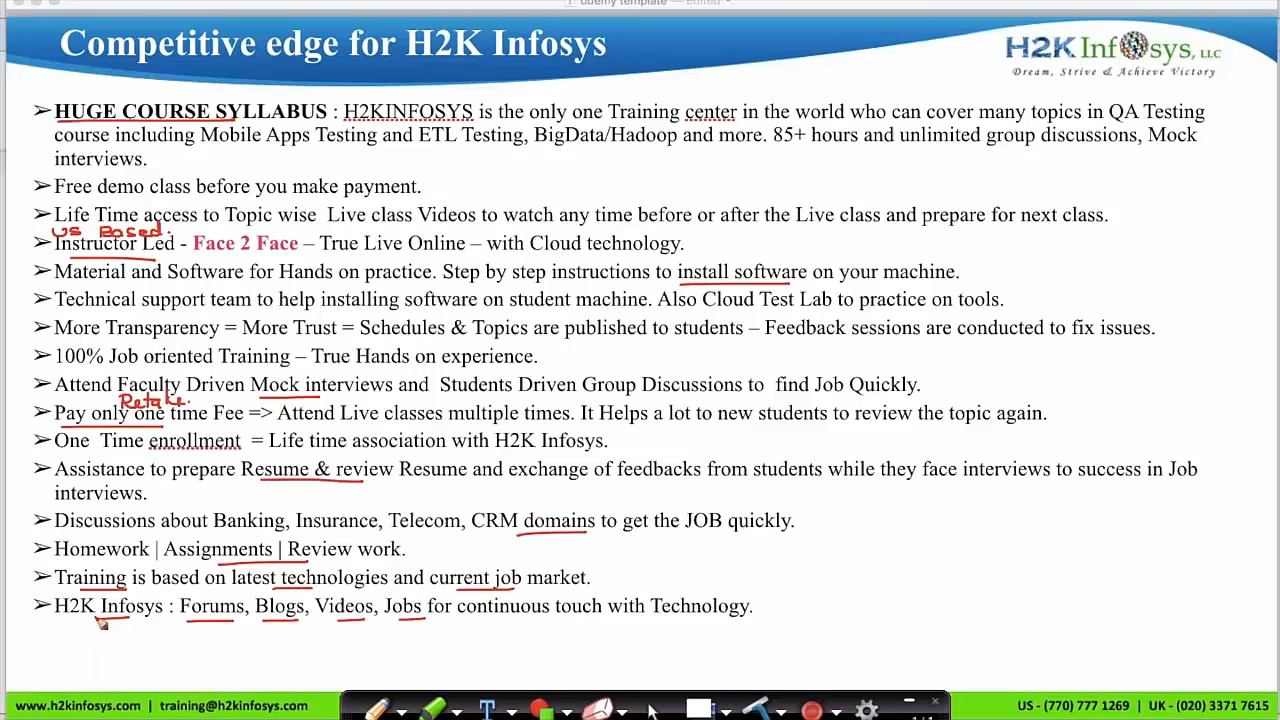 udemy template — Edited
Competitive edge for H2K Infosys
H2K Infosys, LLC
Dream, Strive & Achieve Victory
➢HUGE COURSE SYLLABUS : H2KINFOSYS is the only one Training center in the world who can cover many topics in QA Testing
course including Mobile Apps Testing and ETL Testing, BigData/Hadoop and more. 85+ hours and unlimited group discussions, Mock
interviews.
➢Free demo class before you make payment.
➢Life Time access to Topic wise Live class Videos to watch any time before or after the Live class and prepare for next class.
US Based.
➢Instructor Led - Face 2 Face – True Live Online – with Cloud technology.
➢Material and Software for Hands on practice. Step by step instructions to install software on your machine.
➢Technical support team to help installing software on student machine. Also Cloud Test Lab to practice on tools.
➢More Transparency = More Trust = Schedules & Topics are published to students – Feedback sessions are conducted to fix issues.
➢100% Job oriented Training – True Hands on experience.
➢Attend Faculty Driven Mock interviews and Students Driven Group Discussions to find Job Quickly.
Retake.
➢Pay only one time Fee => Attend Live classes multiple times. It Helps a lot to new students to review the topic again.
➢One Time enrollment = Life time association with H2K Infosys.
➢Assistance to prepare Resume & review Resume and exchange of feedbacks from students while they face interviews to success in Job
interviews.
➢Discussions about Banking, Insurance, Telecom, CRM domains to get the JOB quickly.
➢Homework | Assignments | Review work.
➢Training is based on latest technologies and current job market.
➢H2K Infosys : Forums, Blogs, Videos, Jobs for continuous touch with Technology.
www.h2kinfosys.com | training@h2kinfosys.com
US - (770) 777 1269 | UK - (020) 3371 7615